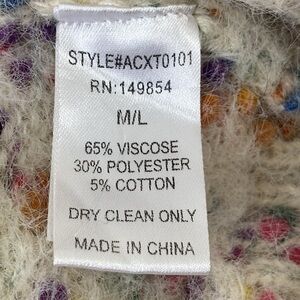 STYLE#ACXT0101
RN:149854
M/L
65% VISCOSE
30% POLYESTER
5% COTTON
DRY CLEAN ONLY
MADE IN CHINA